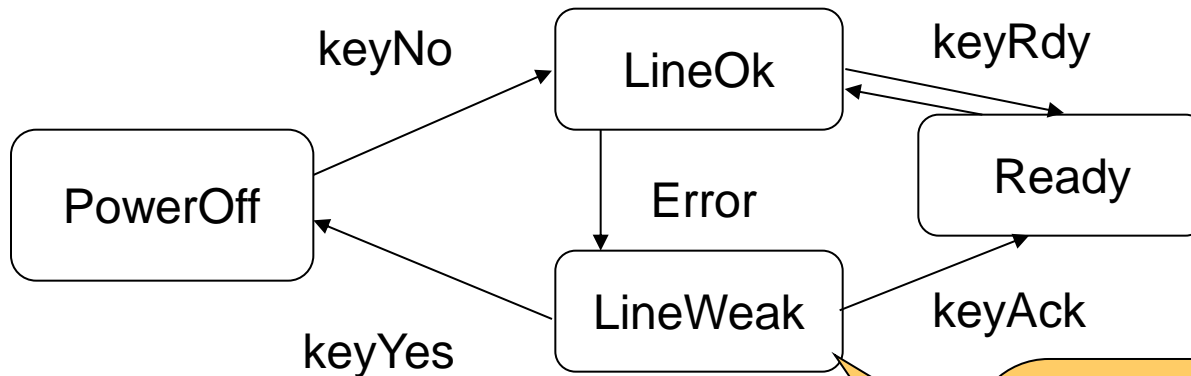 keyNo
LineOk
keyRdy
PowerOff
Error
Ready
LineWeak
keyYes
keyAck